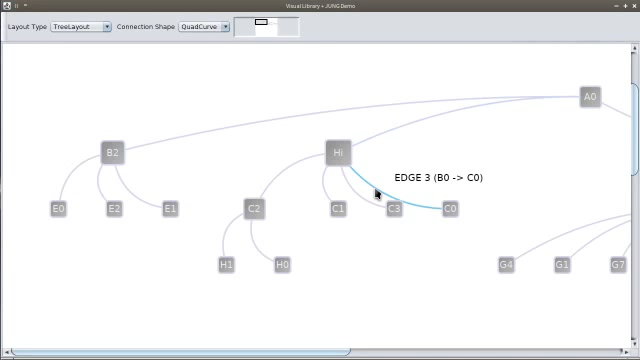 Visual Library + JUNG Demo
Layout Type TreeLayout Connection Shape QuadCurve
A0
B2 Hi
EDGE 3 (B0 -> C0)
E0 E2 E1 C2 C1 C3 C0
H1 H0 G4 G1 G7